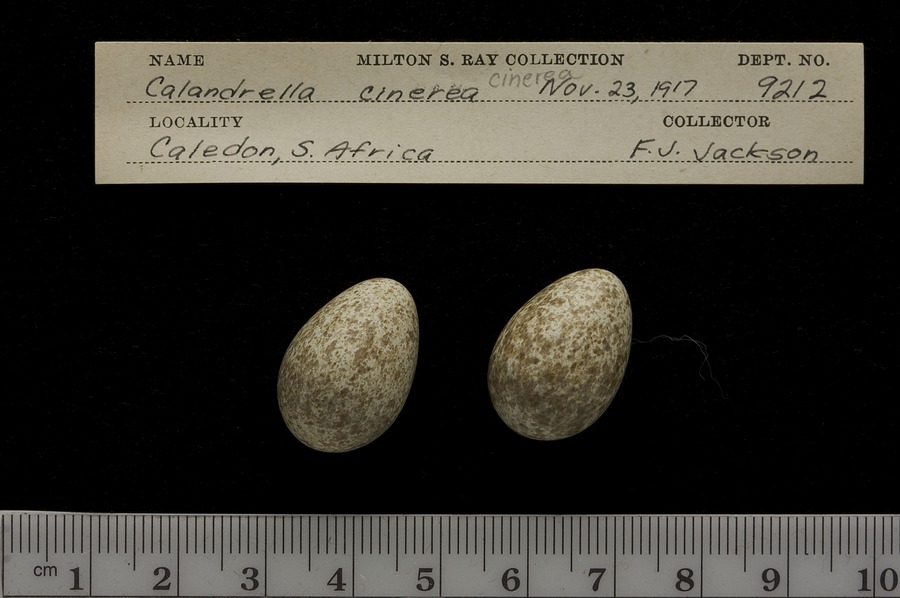 NAME MILTON S. RAY COLLECTION DEPT. NO.
cinerea
Calandrella cinerea Nov. 23, 1917 9212
LOCALITY COLLECTOR
Caledon, S. Africa F.J. Jackson
cm 1 2 3 4 5 6 7 8 9 10